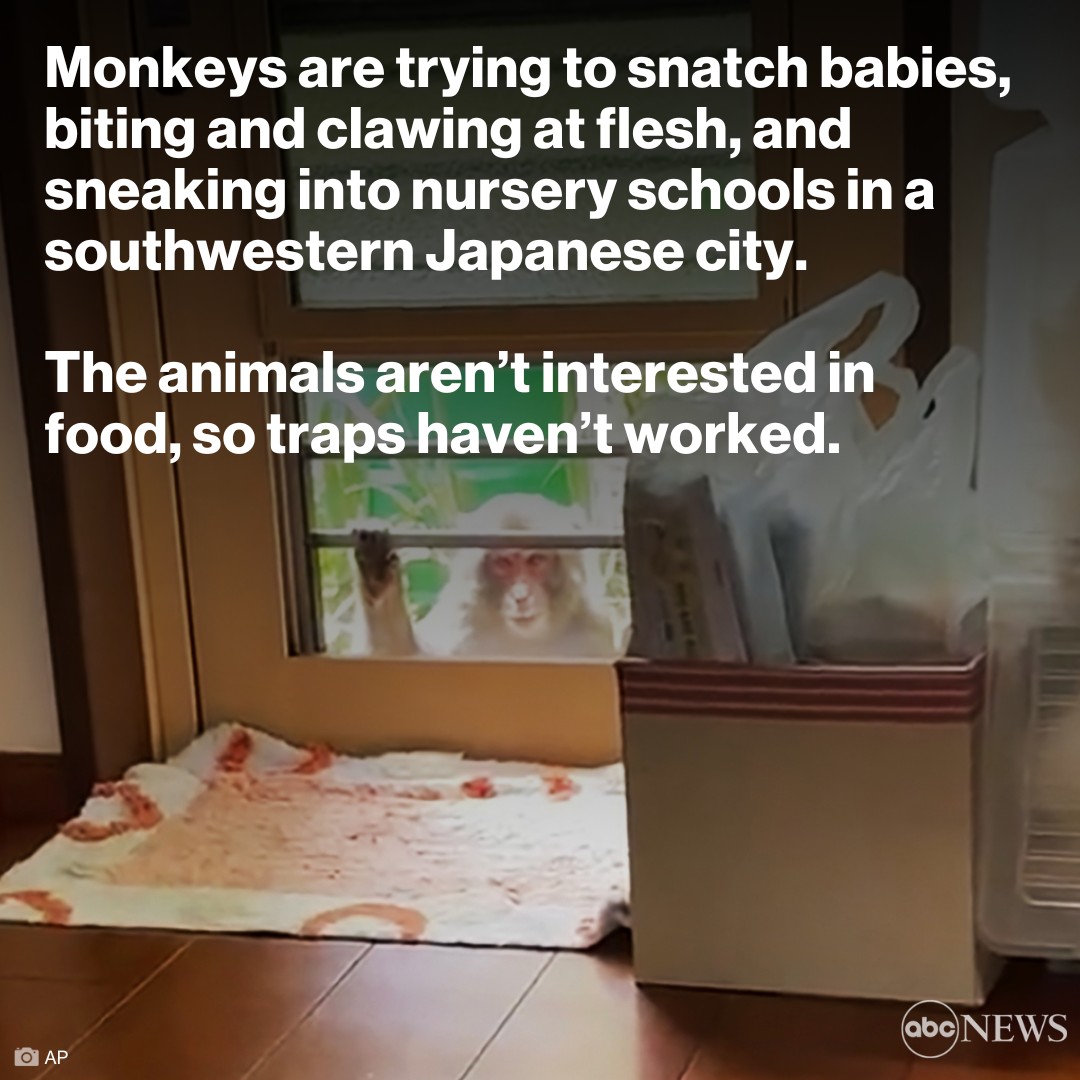 Monkeys are trying to snatch babies,
biting and clawing at flesh, and
sneaking into nursery schools in a
southwestern Japanese city.
The animals aren’t interested in
food, so traps haven’t worked.
abc NEWS
AP